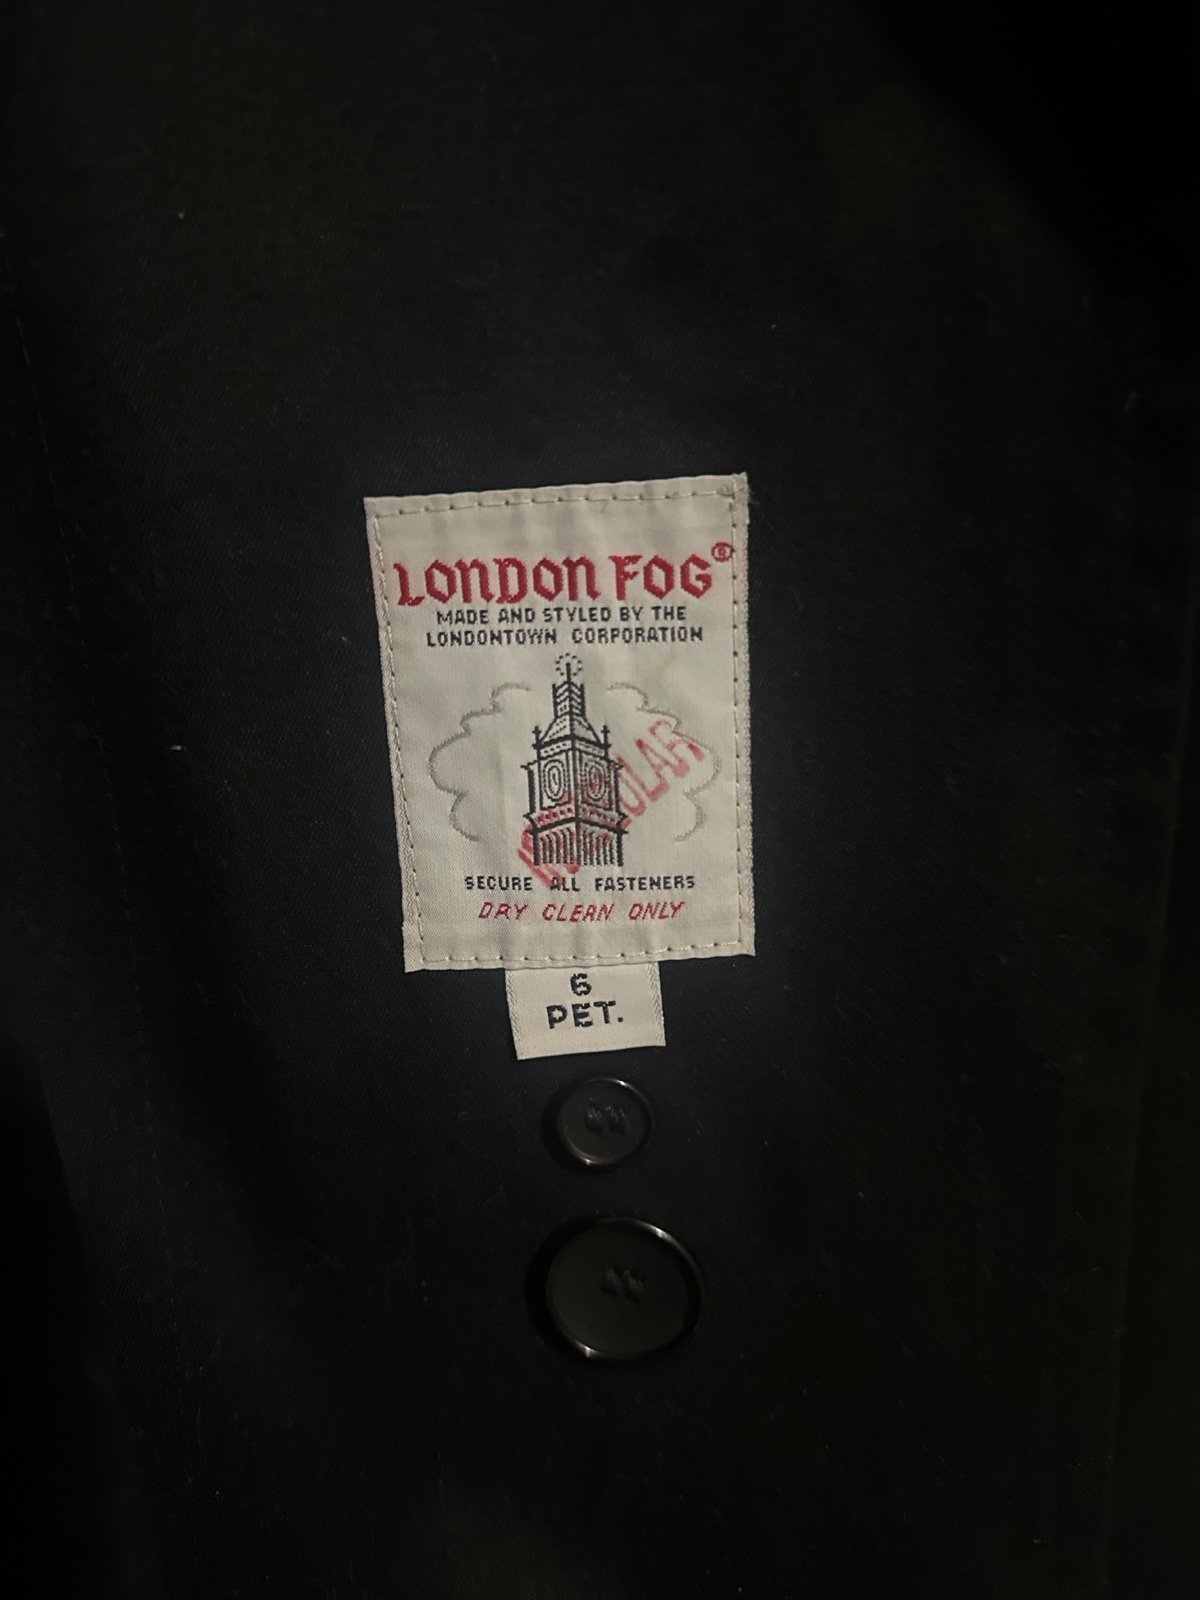 LONDON FOG®
MADE AND STYLED BY THE
LONDONTOWN CORPORATION
SECURE ALL FASTENERS
DRY CLEAN ONLY
6
PET.